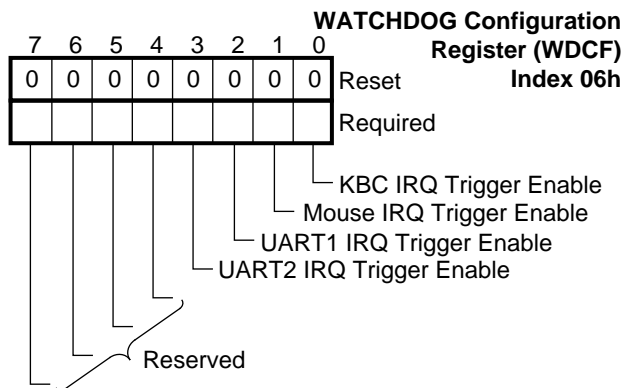 WATCHDOG Configuration
Register (WDCF)
Index 06h
7 6 5 4 3 2 1 0
0 0 0 0 0 0 0 0 Reset
Required
KBC IRQ Trigger Enable
Mouse IRQ Trigger Enable
UART1 IRQ Trigger Enable
UART2 IRQ Trigger Enable
Reserved